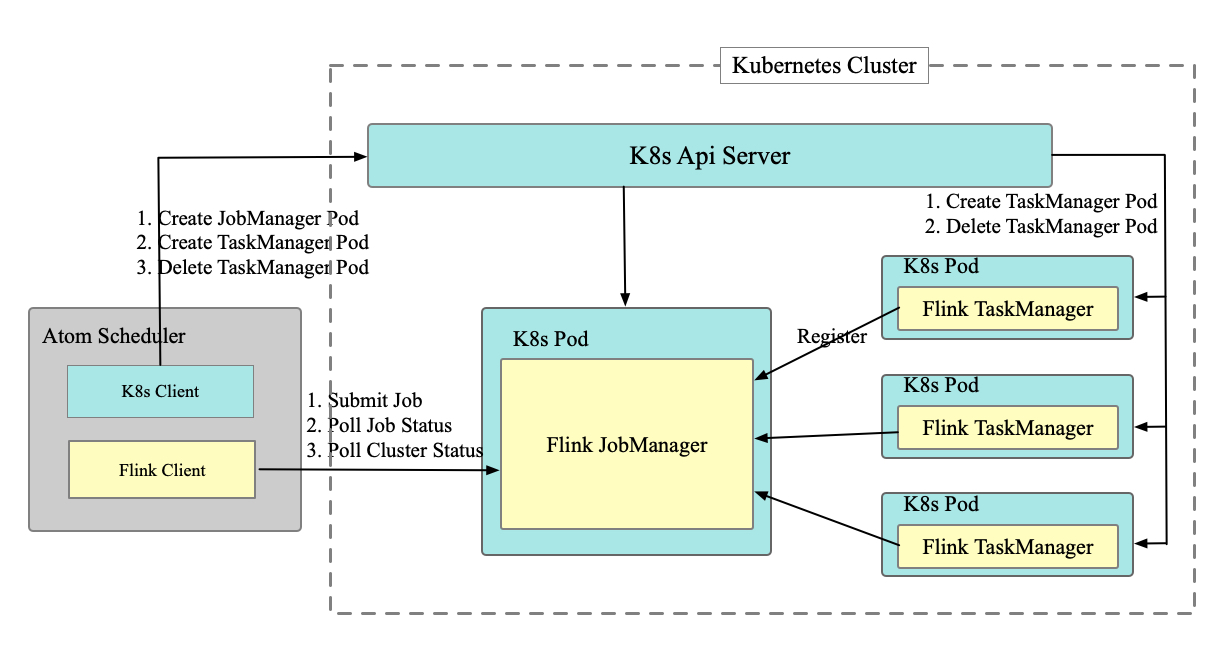 Kubernetes Cluster
K8s Api Server
1. Create JobManager Pod
2. Create TaskManager Pod
3. Delete TaskManager Pod
1. Create TaskManager Pod
2. Delete TaskManager Pod
Atom Scheduler
K8s Client
Flink Client
1. Submit Job
2. Poll Job Status
3. Poll Cluster Status
K8s Pod
Flink JobManager
Register
K8s Pod
Flink TaskManager
K8s Pod
Flink TaskManager
K8s Pod
Flink TaskManager